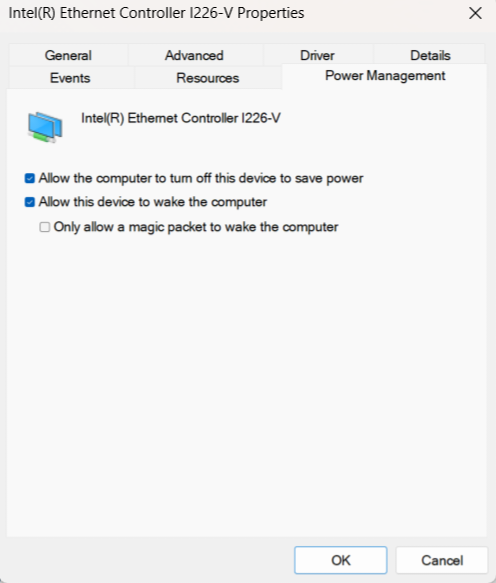 Intel(R) Ethernet Controller I226-V Properties
General Advanced Driver Details
Events Resources Power Management
Intel(R) Ethernet Controller I226-V
Allow the computer to turn off this device to save power
Allow this device to wake the computer
Only allow a magic packet to wake the computer
OK Cancel